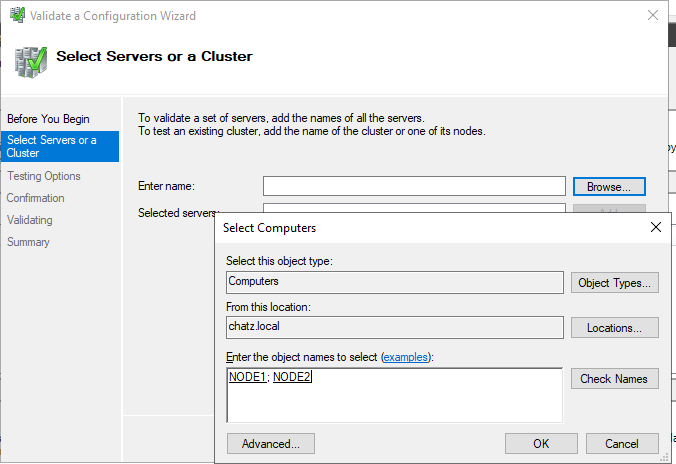 Validate a Configuration Wizard
Select Servers or a Cluster
Before You Begin
Select Servers or a
Cluster
Testing Options
Confirmation
Validating
Summary
To validate a set of servers, add the names of all the servers.
To test an existing cluster, add the name of the cluster or one of its nodes.
Enter name:
Browse...
Selected servers:
Select Computers
Select this object type:
Computers
Object Types...
From this location:
chatz.local
Locations...
Enter the object names to select (examples):
NODE1; NODE2
Check Names
Advanced...
OK
Cancel